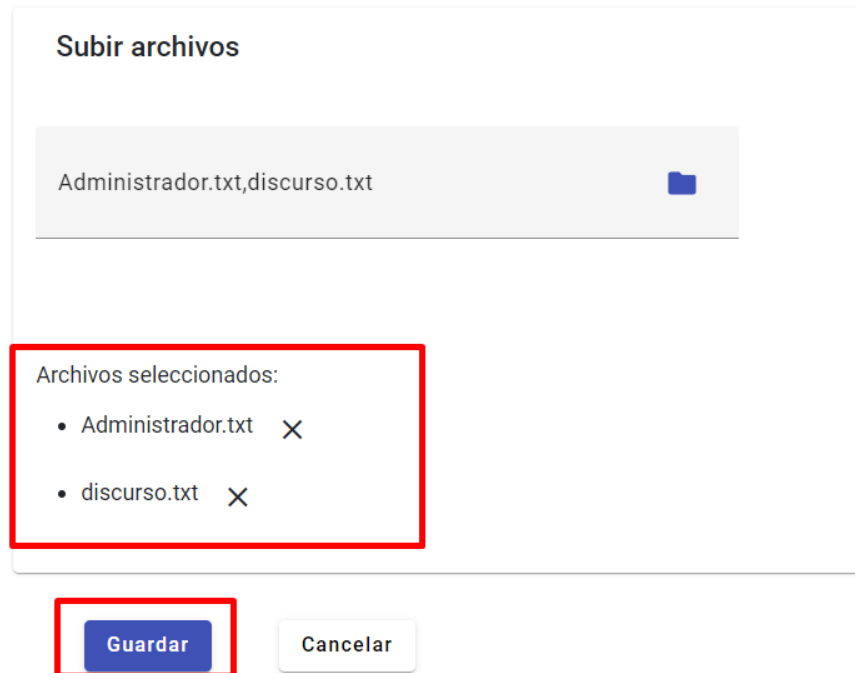 Subir archivos
Administrador.txt,discurso.txt
Archivos seleccionados:
Administrador.txt
discurso.txt
Guardar Cancelar